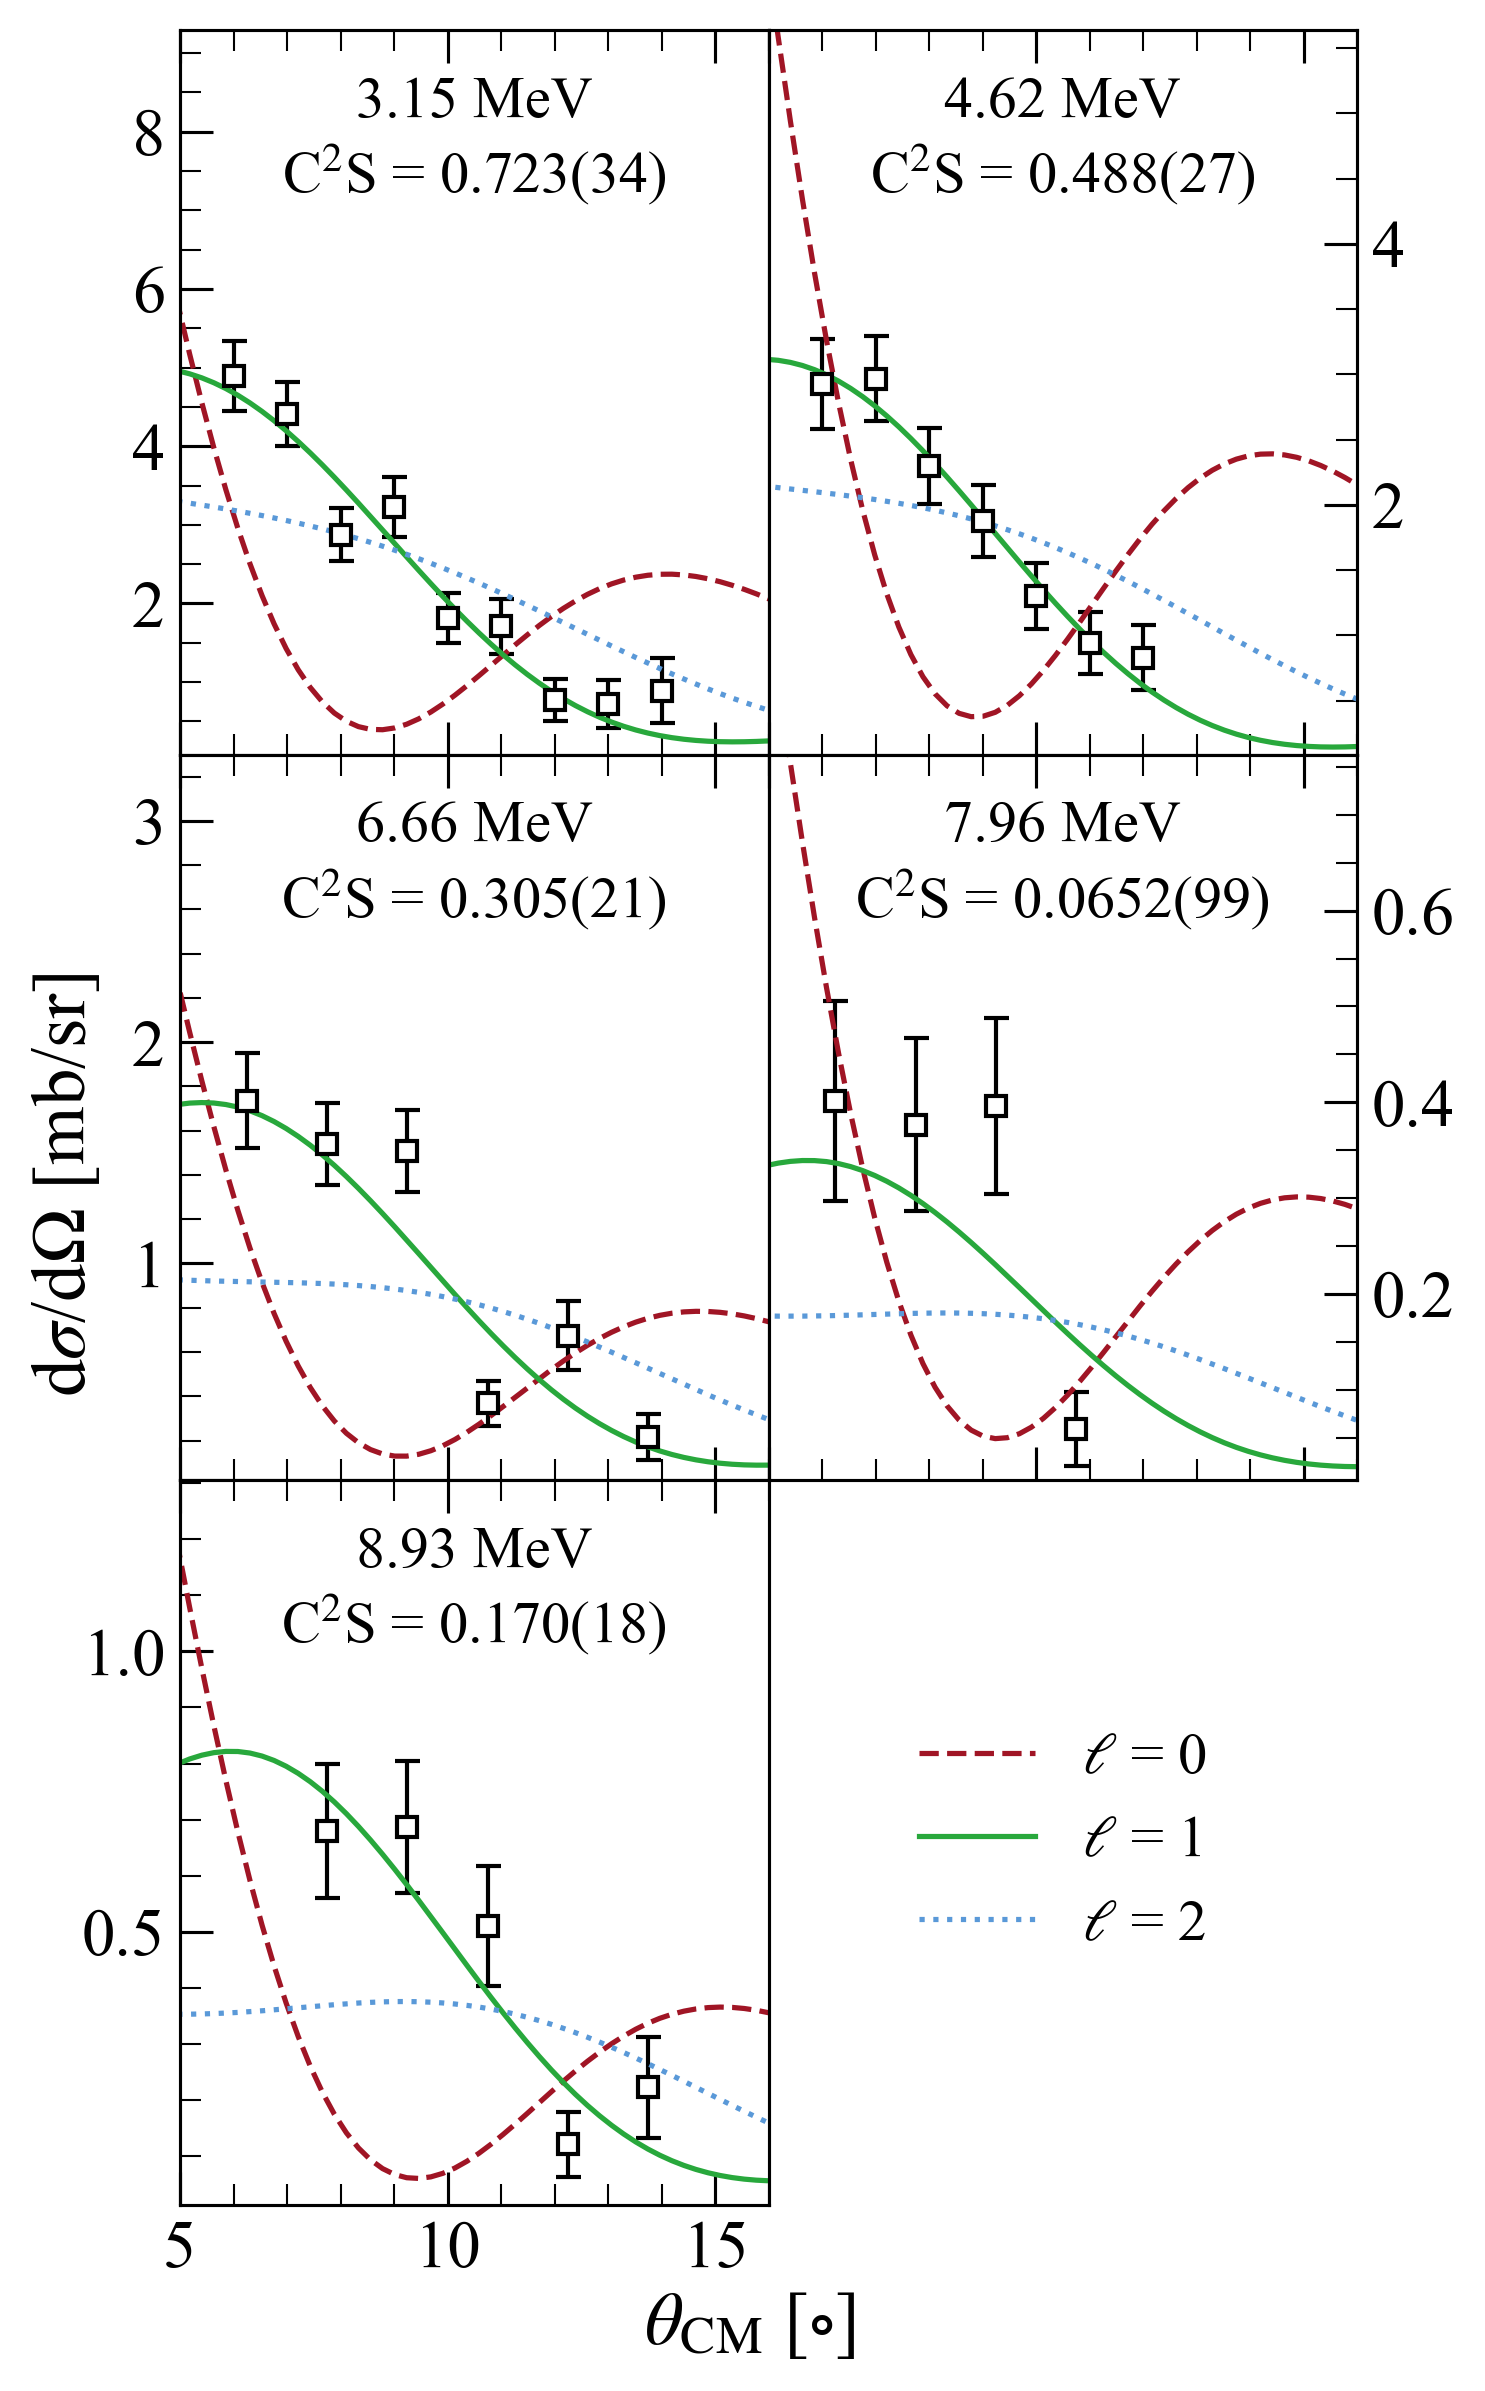 3.15 MeV
C²S = 0.723(34)
8
6
4
2
4.62 MeV
C²S = 0.488(27)
4
2
6.66 MeV
C²S = 0.305(21)
3
2
1
7.96 MeV
C²S = 0.0652(99)
0.6
0.4
0.2
dσ/dΩ [mb/sr]
8.93 MeV
C²S = 0.170(18)
1.0
0.5
ℓ = 0
ℓ = 1
ℓ = 2
5 10 15
θCM [∘]